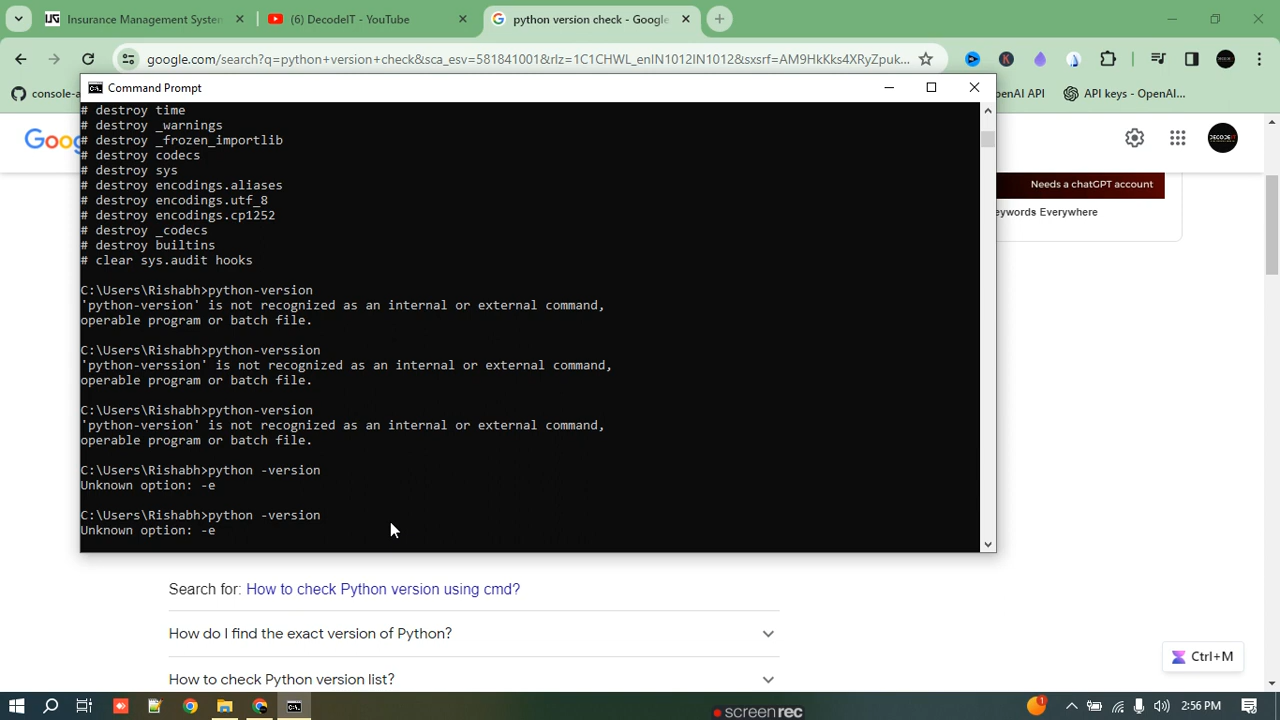 Insurance Management System
(6) DecodeIT - YouTube
python version check - Google
google.com/search?q=python+version+check&sca_esv=581841001&rlz=1C1CHWL_enIN1012IN1012&sxsrf=AM9HkKks4XRyZpuk...
Command Prompt
API keys - OpenAI...
Needs a chatGPT account
# destroy time
# destroy _warnings
# destroy _frozen_importlib
# destroy codecs
# destroy sys
# destroy encodings.aliases
# destroy encodings.utf_8
# destroy encodings.cp1252
# destroy _codecs
# destroy builtins
# clear sys.audit hooks
C:\Users\Rishabh>python-version
'python-version' is not recognized as an internal or external command,
operable program or batch file.
C:\Users\Rishabh>python-verssion
'python-verssion' is not recognized as an internal or external command,
operable program or batch file.
C:\Users\Rishabh>python-version
'python-version' is not recognized as an internal or external command,
operable program or batch file.
C:\Users\Rishabh>python -version
Unknown option: -e
C:\Users\Rishabh>python -version
Unknown option: -e
Search for: How to check Python version using cmd?
How do I find the exact version of Python?
How to check Python version list?
Ctrl+M
screenrec
1
2:56 PM